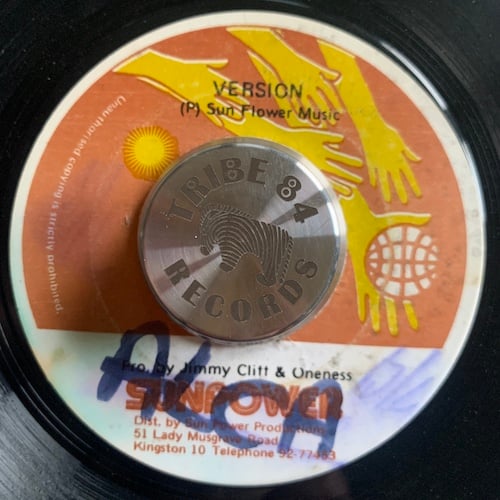 VERSION
(P) Sun Flower Music
Unauthorised copying is strictly prohibited.
TRIBE 84
RECORDS
Pro. by Jimmy Cliff & Oneness
SUNPOWER
Dist. by Sun Power Productions
51 Lady Musgrave Road
Kingston 10 Telephone 92-77463